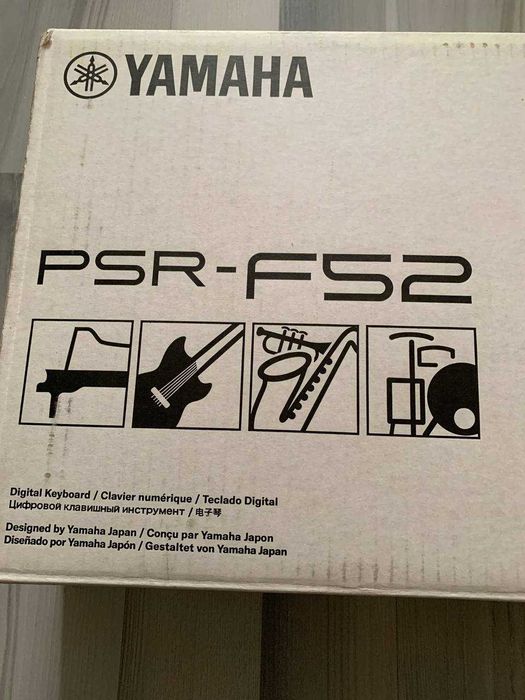 YAMAHA
PSR-F52
Digital Keyboard / Clavier numérique / Teclado Digital
Цифровой клавишный инструмент / 电子琴
Designed by Yamaha Japan / Conçu par Yamaha Japon
Diseñado por Yamaha Japón / Gestaltet von Yamaha Japan